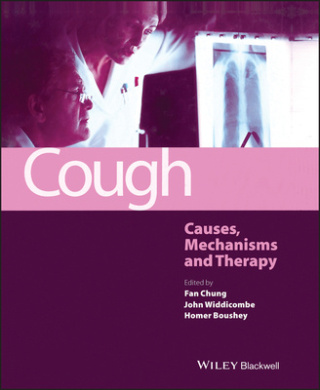 Cough
Causes,
Mechanisms
and Therapy
Edited by
Fan Chung
John Widdicombe
Homer Boushey
WILEY Blackwell